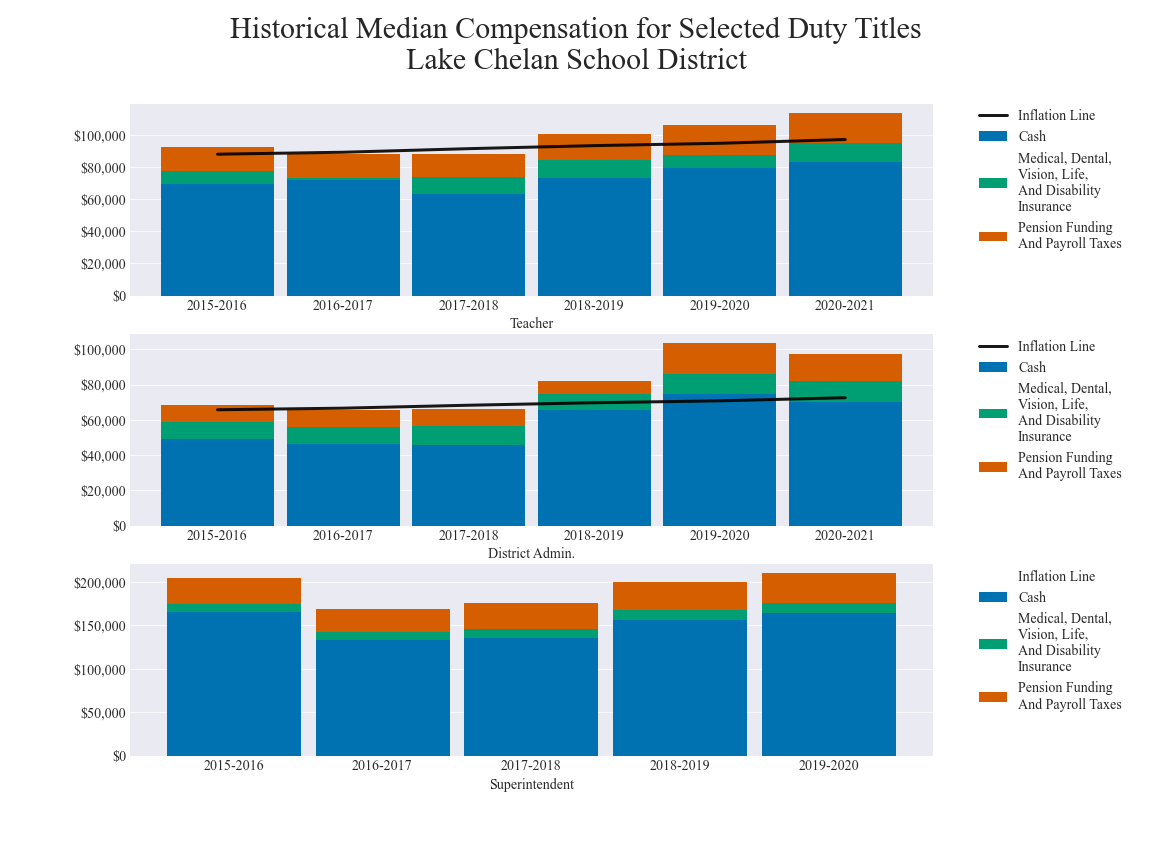 Historical Median Compensation for Selected Duty Titles
Lake Chelan School District
$100,000
$80,000
$60,000
$40,000
$20,000
$0
2015-2016
2016-2017
2017-2018
2018-2019
2019-2020
2020-2021
Teacher
Inflation Line
Cash
Medical, Dental,
Vision, Life,
And Disability
Insurance
Pension Funding
And Payroll Taxes
$100,000
$80,000
$60,000
$40,000
$20,000
$0
2015-2016
2016-2017
2017-2018
2018-2019
2019-2020
2020-2021
District Admin.
Inflation Line
Cash
Medical, Dental,
Vision, Life,
And Disability
Insurance
Pension Funding
And Payroll Taxes
$200,000
$150,000
$100,000
$50,000
$0
2015-2016
2016-2017
2017-2018
2018-2019
2019-2020
Superintendent
Inflation Line
Cash
Medical, Dental,
Vision, Life,
And Disability
Insurance
Pension Funding
And Payroll Taxes